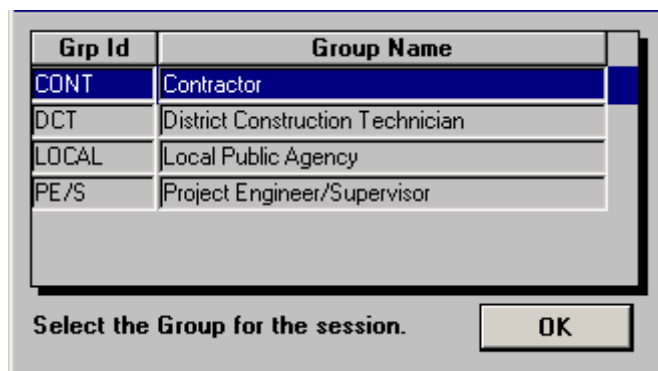 Grp Id Group Name
CONT Contractor
DCT District Construction Technician
LOCAL Local Public Agency
PE/S Project Engineer/Supervisor
Select the Group for the session. OK